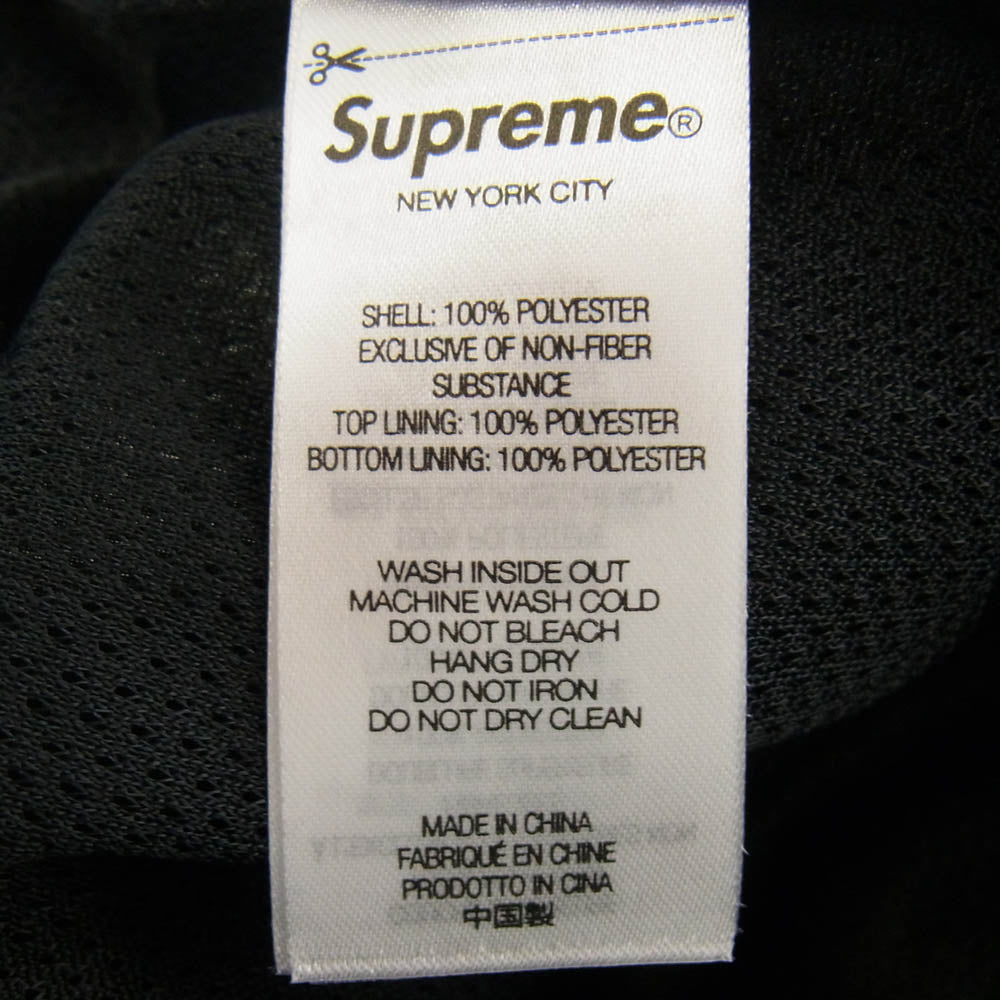 Supreme®
NEW YORK CITY
SHELL: 100% POLYESTER
EXCLUSIVE OF NON-FIBER
SUBSTANCE
TOP LINING: 100% POLYESTER
BOTTOM LINING: 100% POLYESTER
WASH INSIDE OUT
MACHINE WASH COLD
DO NOT BLEACH
HANG DRY
DO NOT IRON
DO NOT DRY CLEAN
MADE IN CHINA
FABRIQUÉ EN CHINE
PRODOTTO IN CINA
中国製